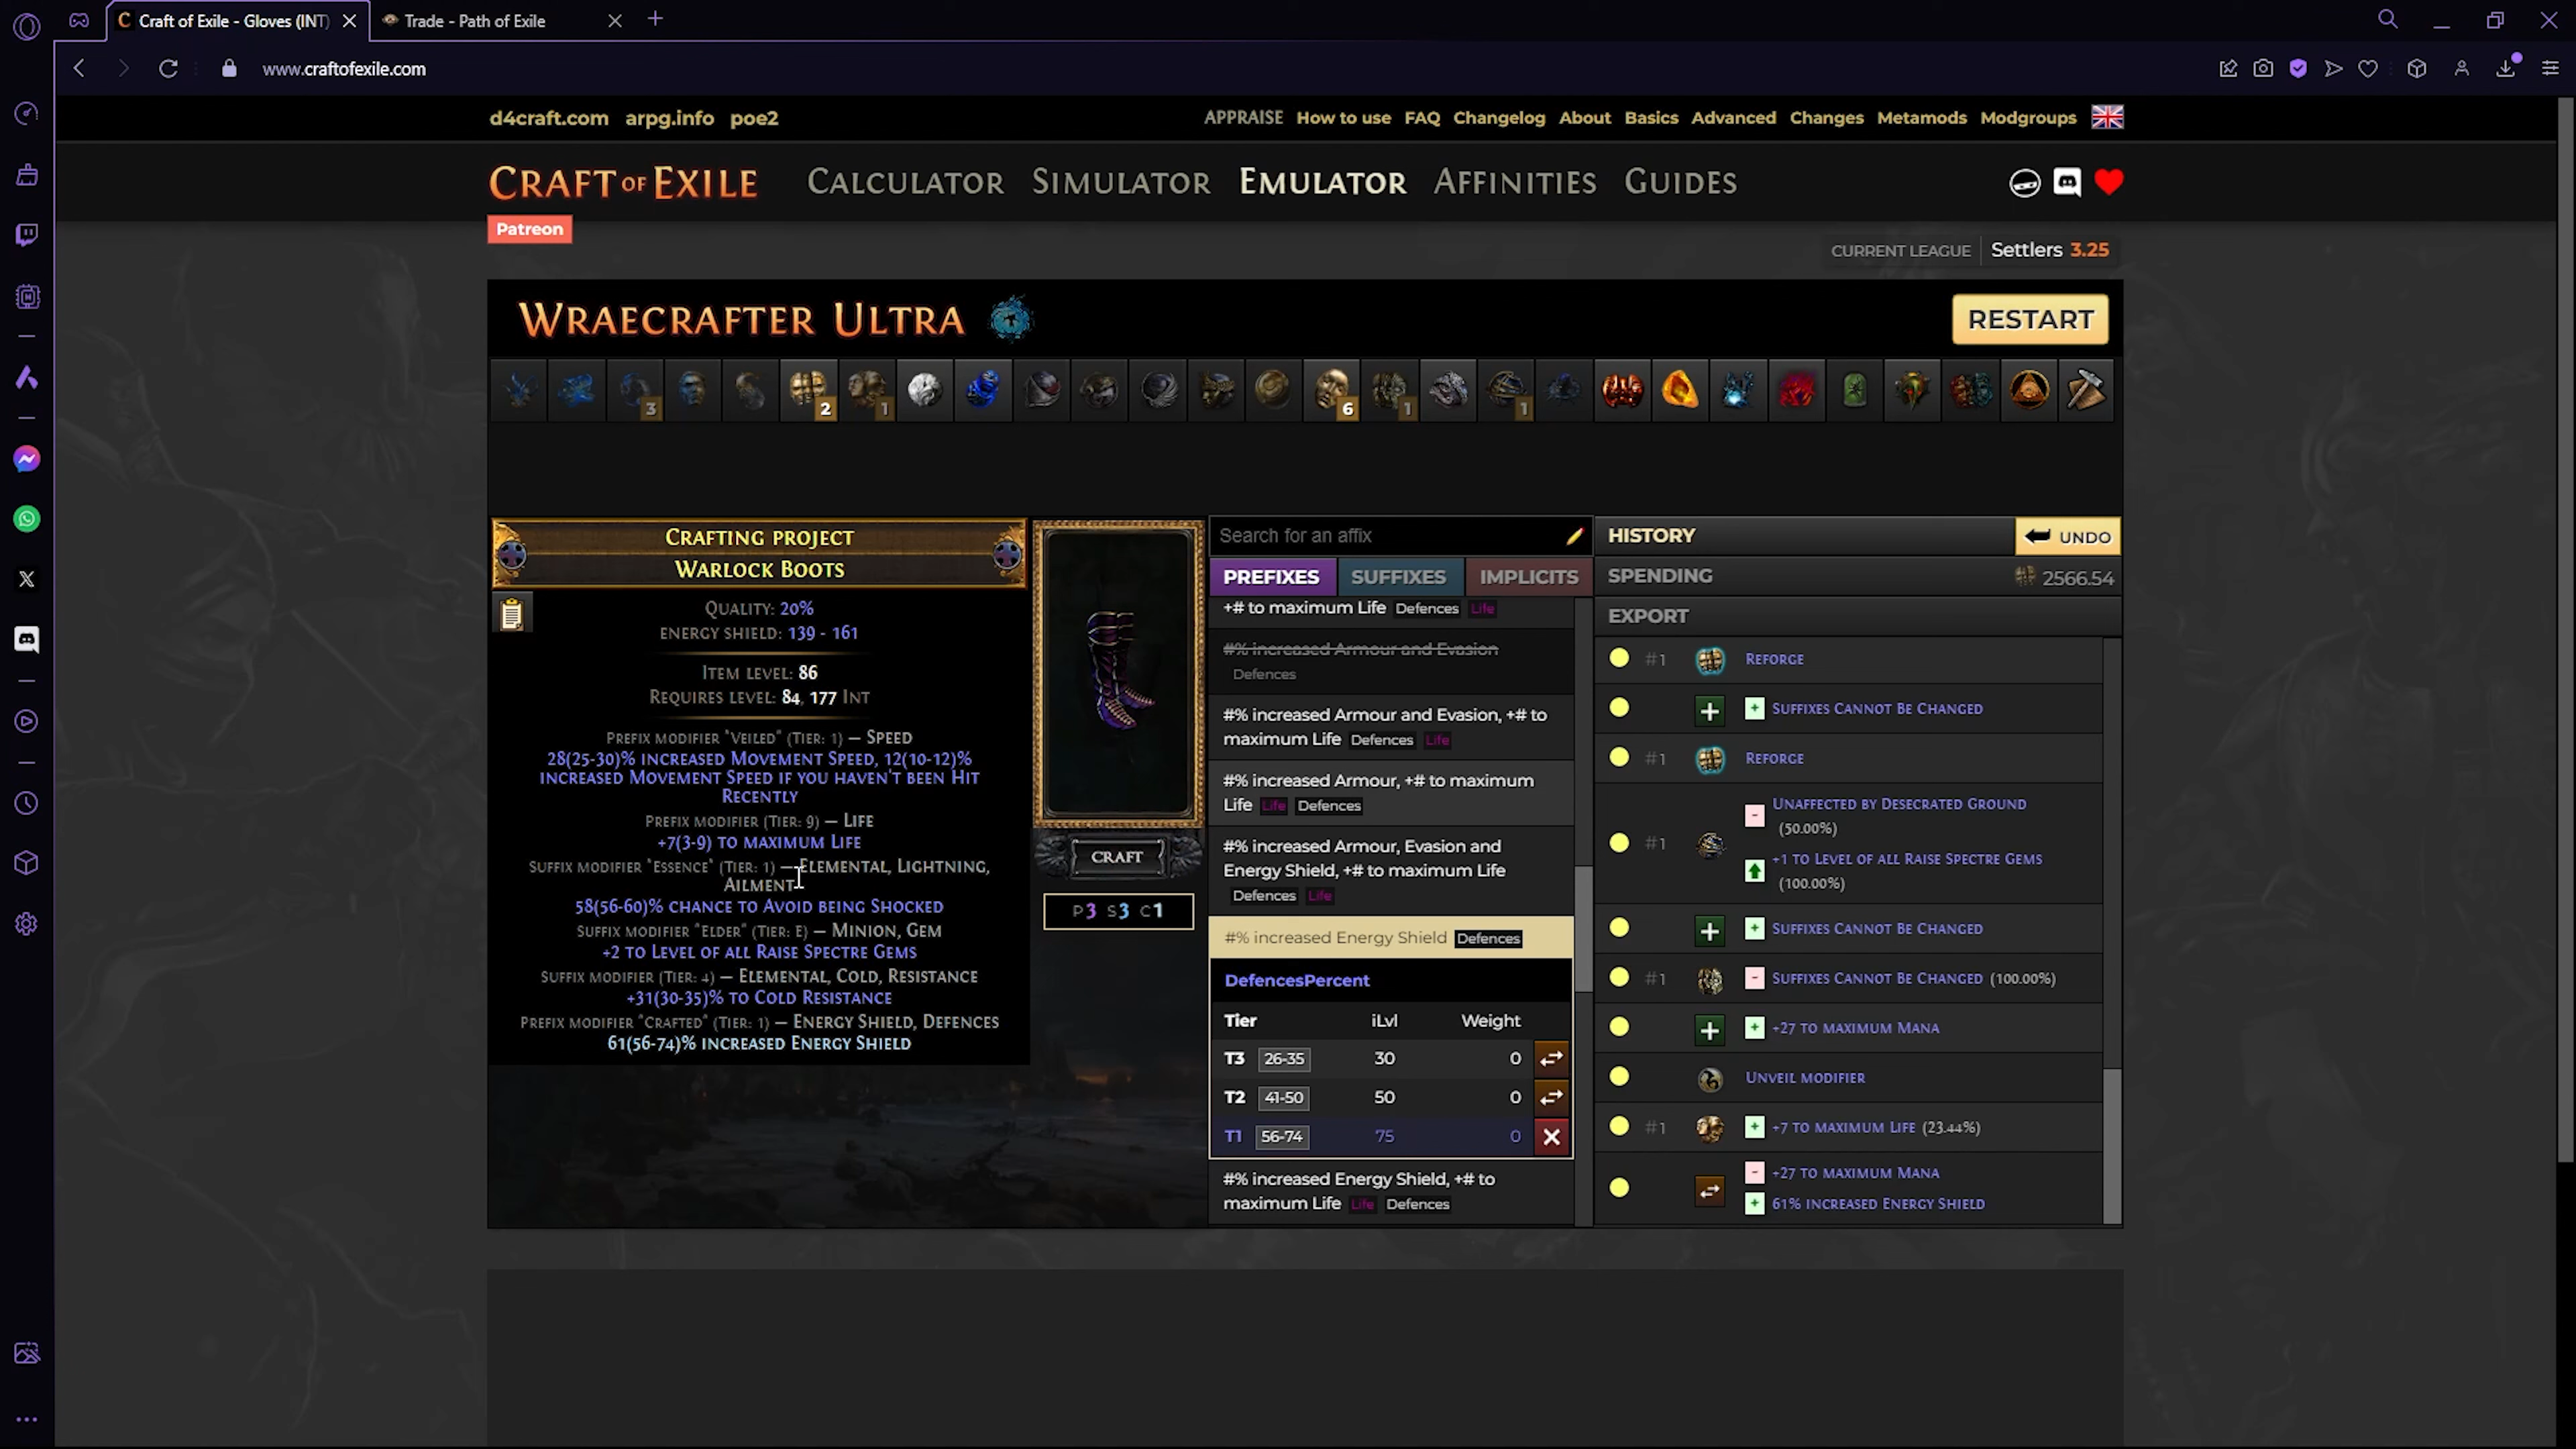 Craft of Exile - Gloves (INT)
Trade - Path of Exile
www.craftofexile.com
d4craft.com arpg.info poe2
APPRAISE How to use FAQ Changelog About Basics Advanced Changes Metamods Modgroups
CRAFT OF EXILE CALCULATOR SIMULATOR EMULATOR AFFINITIES GUIDES
Patreon
CURRENT LEAGUE Settlers 3.25
WRAECRAFTER ULTRA
RESTART
3 2 1 6 1 1
CRAFTING PROJECT
WARLOCK BOOTS
QUALITY: 20%
ENERGY SHIELD: 139 - 161
ITEM LEVEL: 86
REQUIRES LEVEL: 84, 177 INT
PREFIX MODIFIER "VEILED" (TIER: 1) — SPEED
28(25-30)% INCREASED MOVEMENT SPEED, 12(10-12)%
INCREASED MOVEMENT SPEED IF YOU HAVEN'T BEEN HIT
RECENTLY
PREFIX MODIFIER (TIER: 9) — LIFE
+7(3-9) TO MAXIMUM LIFE
SUFFIX MODIFIER "ESSENCE" (TIER: 1) — ELEMENTAL, LIGHTNING,
AILMENT
58(56-60)% CHANCE TO AVOID BEING SHOCKED
SUFFIX MODIFIER "ELDER" (TIER: E) — MINION, GEM
+2 TO LEVEL OF ALL RAISE SPECTRE GEMS
SUFFIX MODIFIER (TIER: 4) — ELEMENTAL, COLD, RESISTANCE
+31(30-35)% TO COLD RESISTANCE
PREFIX MODIFIER "CRAFTED" (TIER: 1) — ENERGY SHIELD, DEFENCES
61(56-74)% INCREASED ENERGY SHIELD
CRAFT
P3 S3 C1
Search for an affix
PREFIXES SUFFIXES IMPLICITS
+# to maximum Life Defences Life
#% increased Armour and Evasion
Defences
#% increased Armour and Evasion, +# to
maximum Life Defences Life
#% increased Armour, +# to maximum
Life Life Defences
#% increased Armour, Evasion and
Energy Shield, +# to maximum Life
Defences Life
#% increased Energy Shield Defences
DefencesPercent
Tier iLvl Weight
T3 26-35 30 0
T2 41-50 50 0
T1 56-74 75 0
#% increased Energy Shield, +# to
maximum Life Life Defences
HISTORY
UNDO
SPENDING 2566.54
EXPORT
#1 REFORGE
+ SUFFIXES CANNOT BE CHANGED
#1 REFORGE
- UNAFFECTED BY DESECRATED GROUND
(50.00%)
#1
+1 TO LEVEL OF ALL RAISE SPECTRE GEMS
(100.00%)
+ SUFFIXES CANNOT BE CHANGED
#1 - SUFFIXES CANNOT BE CHANGED (100.00%)
+ +27 TO MAXIMUM MANA
UNVEIL MODIFIER
#1 + +7 TO MAXIMUM LIFE (23.44%)
- +27 TO MAXIMUM MANA
+ 61% INCREASED ENERGY SHIELD